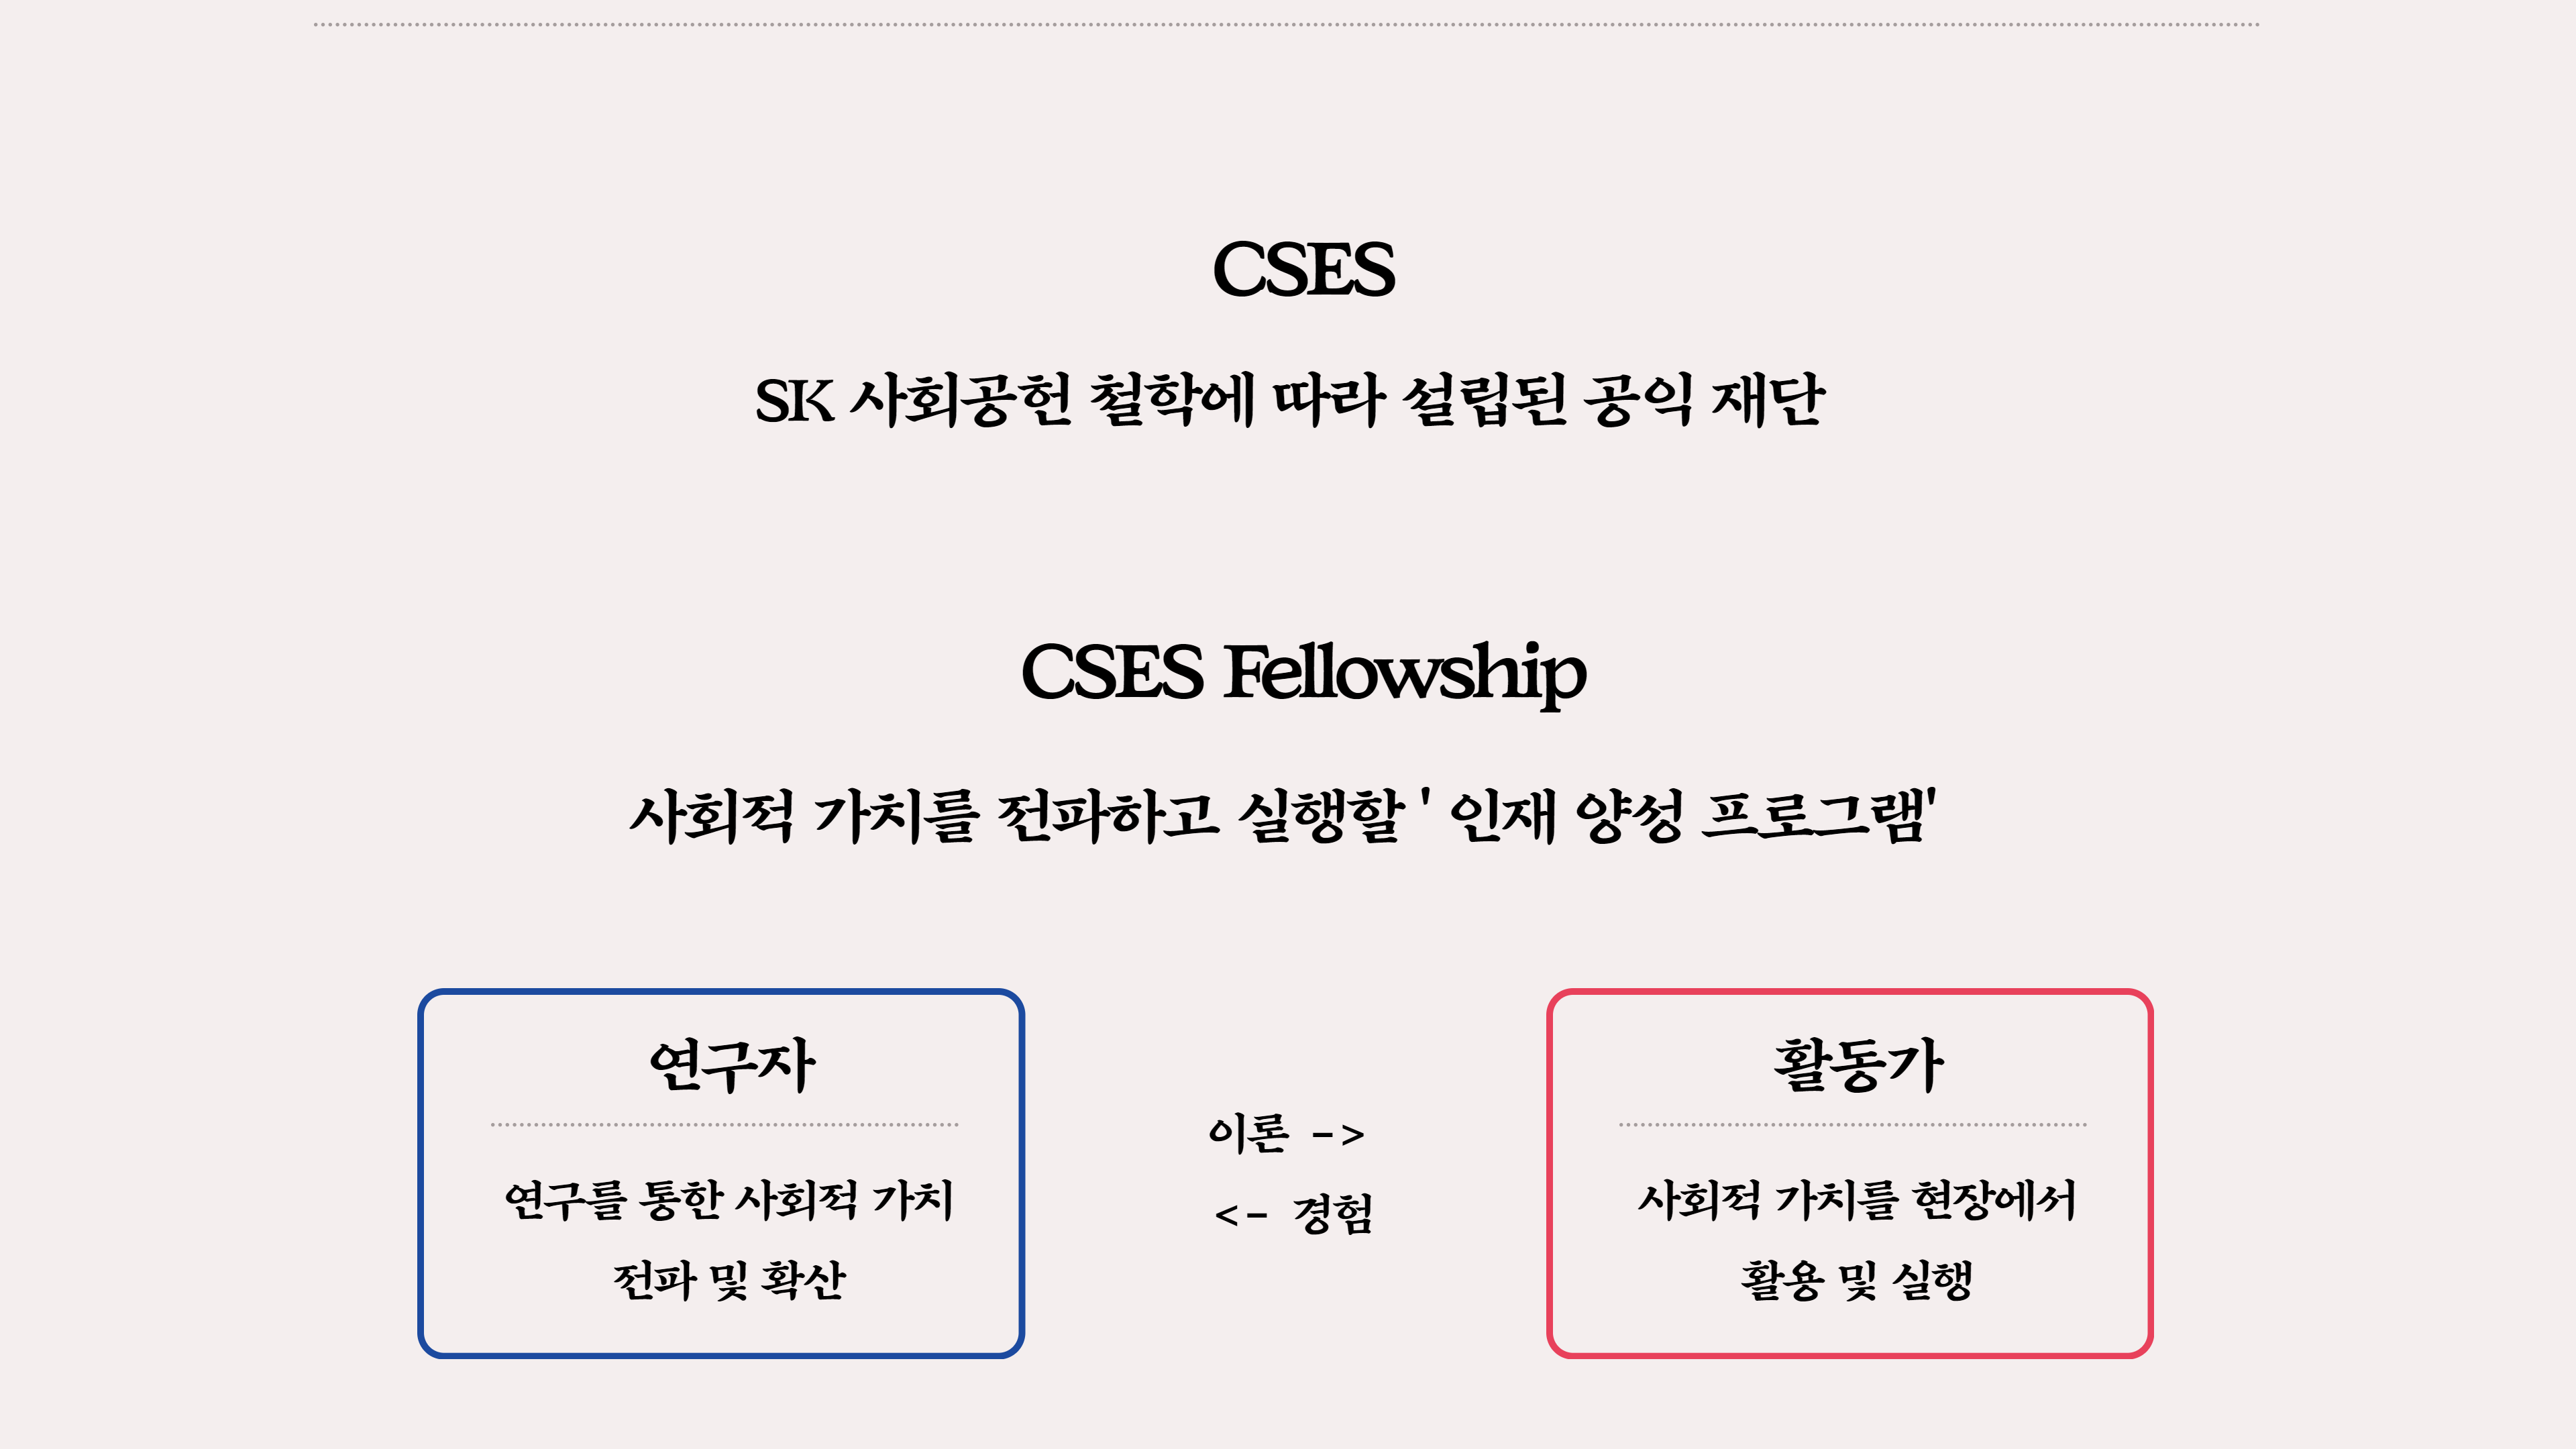 CSES
SK 사회공헌 철학에 따라 설립된 공익 재단
CSES Fellowship
사회적 가치를 전파하고 실행할 ' 인재 양성 프로그램'
연구자
연구를 통한 사회적 가치
전파 및 확산
이론 ->
<- 경험
활동가
사회적 가치를 현장에서
활용 및 실행